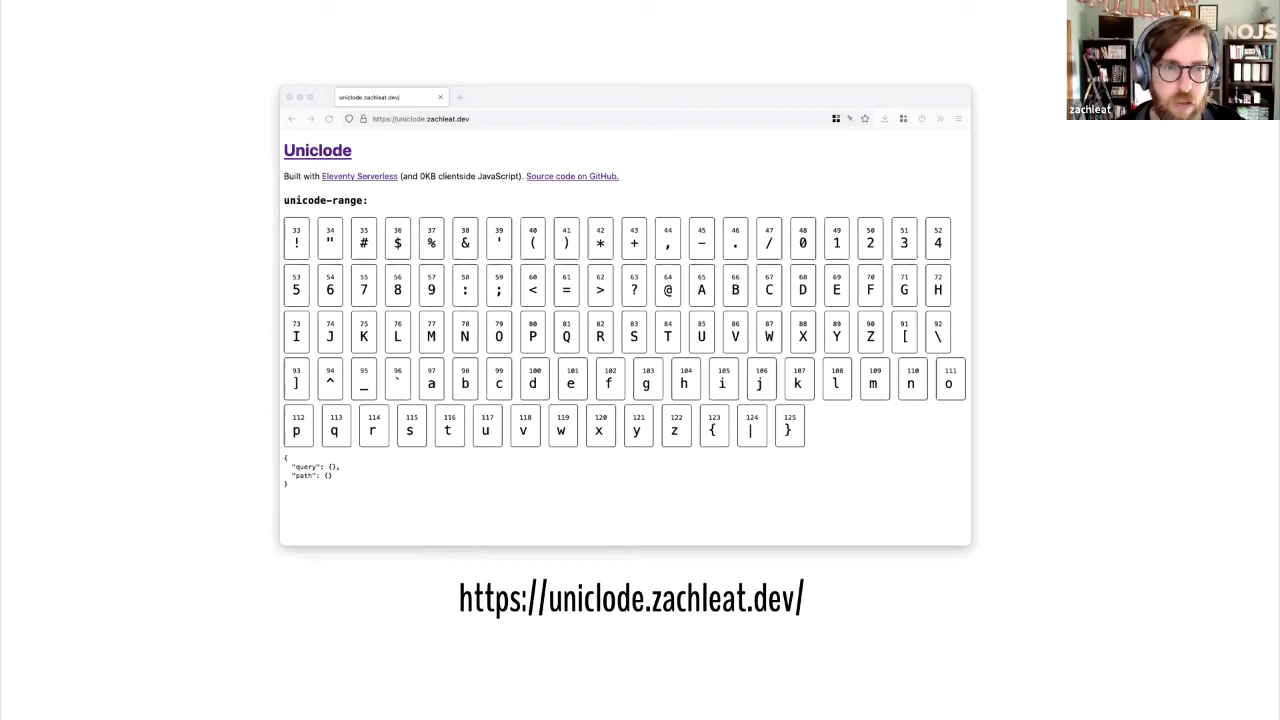 NOJS
zachleat
uniclode.zachleat.dev/
https://uniclode.zachleat.dev
Uniclode
Built with Eleventy Serverless (and 0KB clientside JavaScript). Source code on GitHub.
unicode-range:
33 34 35 36 37 38 39 40 41 42 43 44 45 46 47 48 49 50 51 52
! " # $ % & ' ( ) * + , - . / 0 1 2 3 4
53 54 55 56 57 58 59 60 61 62 63 64 65 66 67 68 69 70 71 72
5 6 7 8 9 : ; < = > ? @ A B C D E F G H
73 74 75 76 77 78 79 80 81 82 83 84 85 86 87 88 89 90 91 92
I J K L M N O P Q R S T U V W X Y Z [ \
93 94 95 96 97 98 99 100 101 102 103 104 105 106 107 108 109 110 111
] ^ _ ` a b c d e f g h i j k l m n o
112 113 114 115 116 117 118 119 120 121 122 123 124 125
p q r s t u v w x y z { | }
{
"query": {},
"path": {}
}
https://uniclode.zachleat.dev/